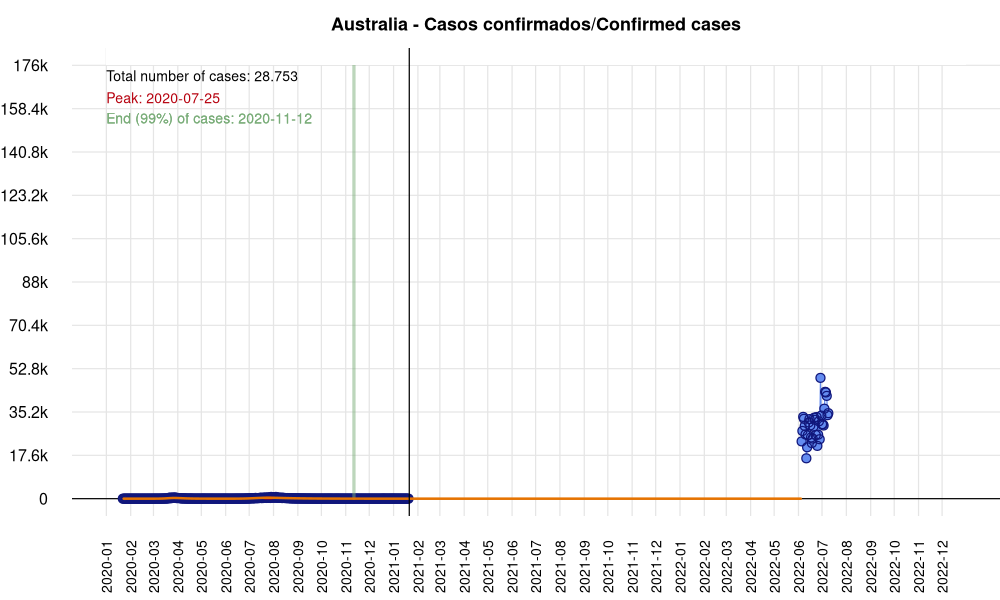 Australia - Casos confirmados/Confirmed cases
176k
Total number of cases: 28.753
Peak: 2020-07-25
158.4k
End (99%) of cases: 2020-11-12
140.8k
123.2k
105.6k
88k
70.4k
52.8k
35.2k
17.6k
0
2020-01
2020-02
2020-03
2020-04
2020-05
2020-06
2020-07
2020-08
2020-09
2020-10
2020-11
2020-12
2021-01
2021-02
2021-03
2021-04
2021-05
2021-06
2021-07
2021-08
2021-09
2021-10
2021-11
2021-12
2022-01
2022-02
2022-03
2022-04
2022-05
2022-06
2022-07
2022-08
2022-09
2022-10
2022-11
2022-12